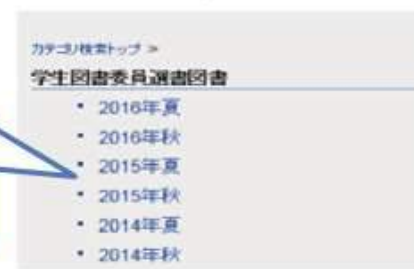 カテゴリ検索トップ >
学生図書委員選書図書
• 2016年夏
• 2016年秋
• 2015年夏
• 2015年秋
• 2014年夏
• 2014年秋